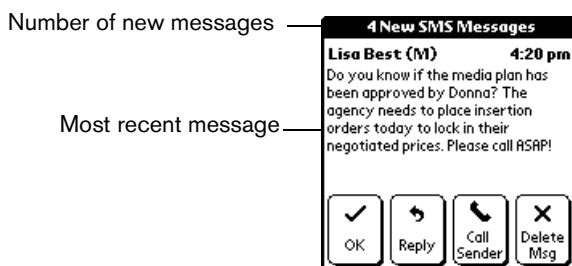 Number of new messages
4 New SMS Messages
Lisa Best (M) 4:20 pm
Do you know if the media plan has
been approved by Donna? The
agency needs to place insertion
Most recent message
orders today to lock in their
negotiated prices. Please call ASAP!
OK
Reply
Call
Sender
Delete
Msg